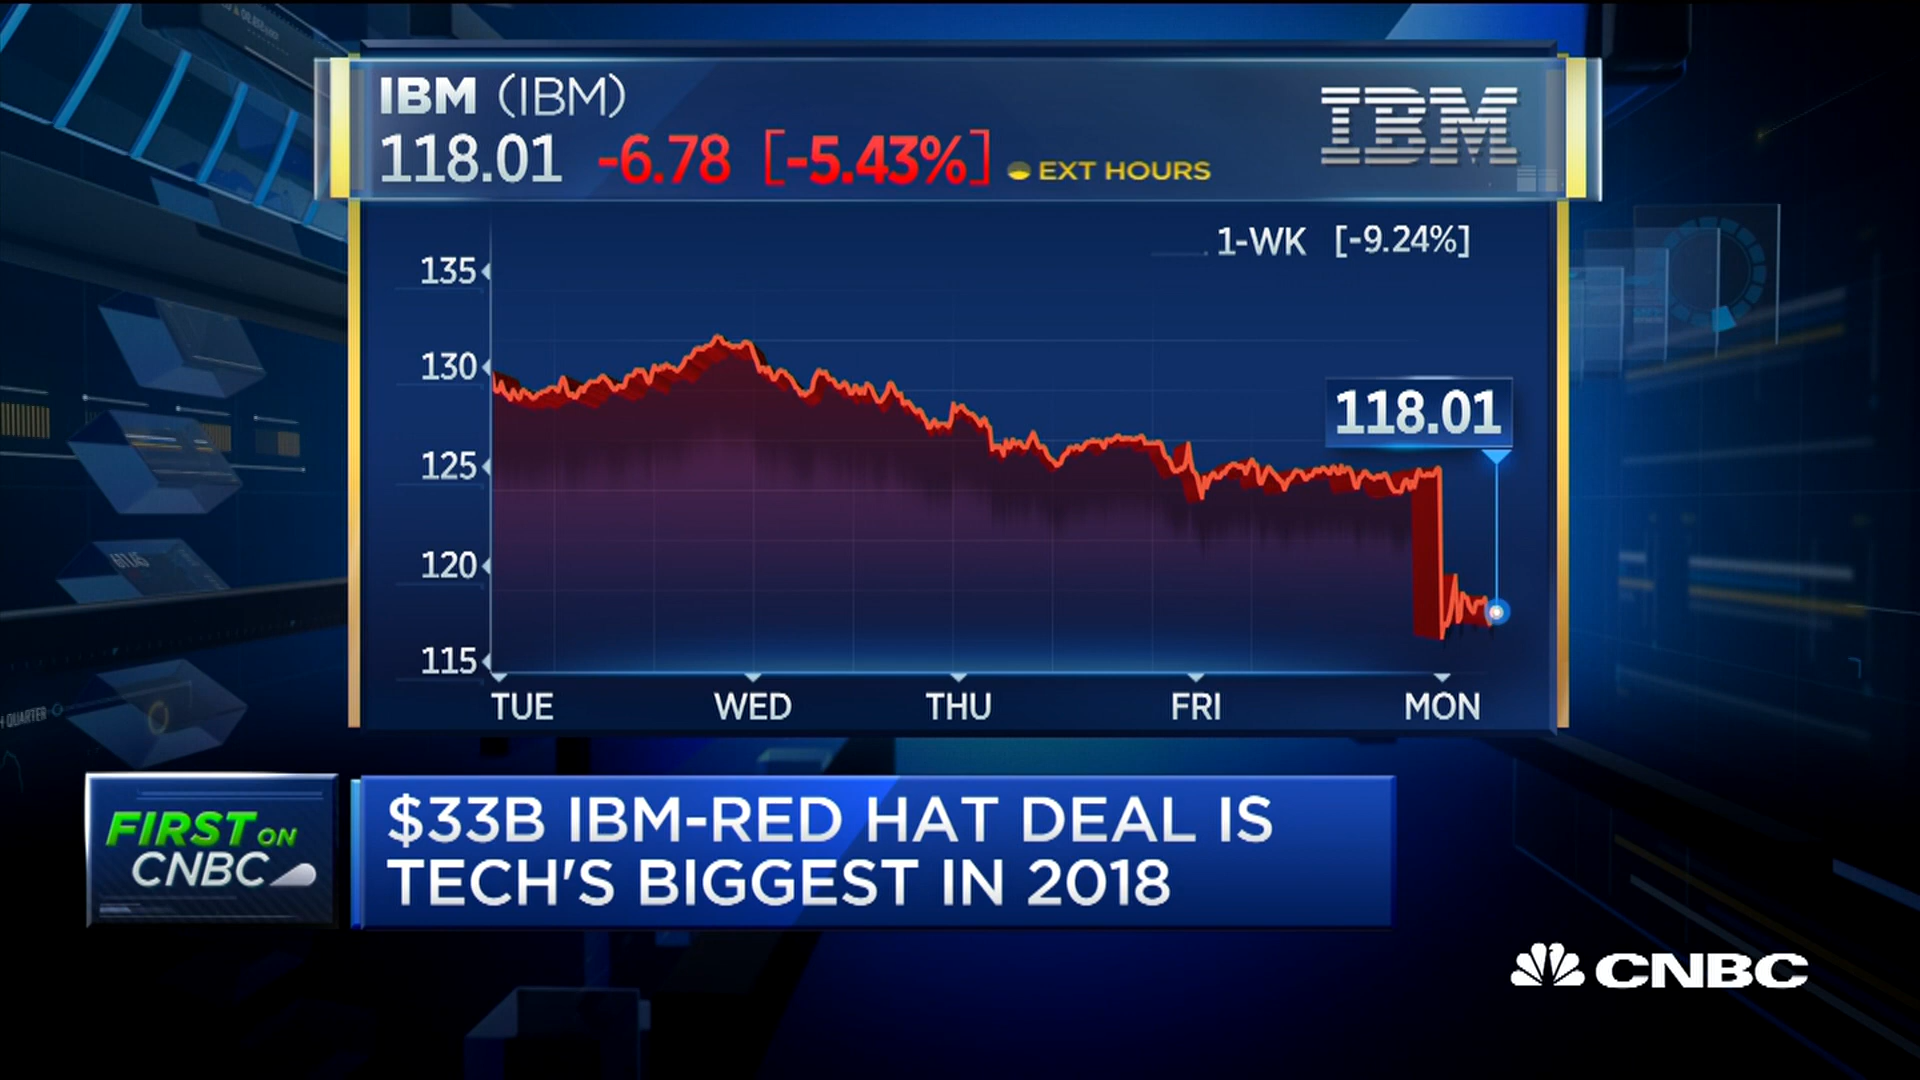 IBM (IBM)
118.01 -6.78 [-5.43%] EXT HOURS
IBM
1-WK [-9.24%]
135
130
125
120
115
118.01
TUE WED THU FRI MON
FIRST ON
CNBC
$33B IBM-RED HAT DEAL IS
TECH'S BIGGEST IN 2018
CNBC
QUARTER